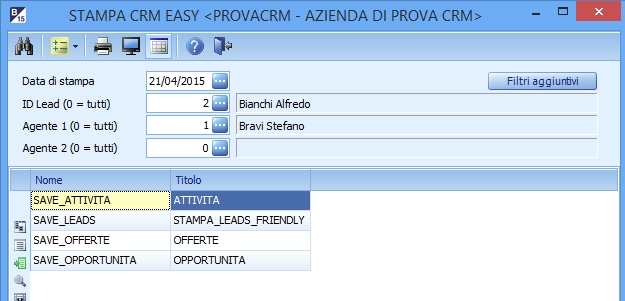 B 15 STAMPA CRM EASY <PROVACRM - AZIENDA DI PROVA CRM>
Data di stampa 21/04/2015 Filtri aggiuntivi
ID Lead (0 = tutti) 2 Bianchi Alfredo
Agente 1 (0 = tutti) 1 Bravi Stefano
Agente 2 (0 = tutti) 0
Nome Titolo
SAVE_ATTIVITA ATTIVITA
SAVE_LEADS STAMPA_LEADS_FRIENDLY
SAVE_OFFERTE OFFERTE
SAVE_OPPORTUNITA OPPORTUNITA